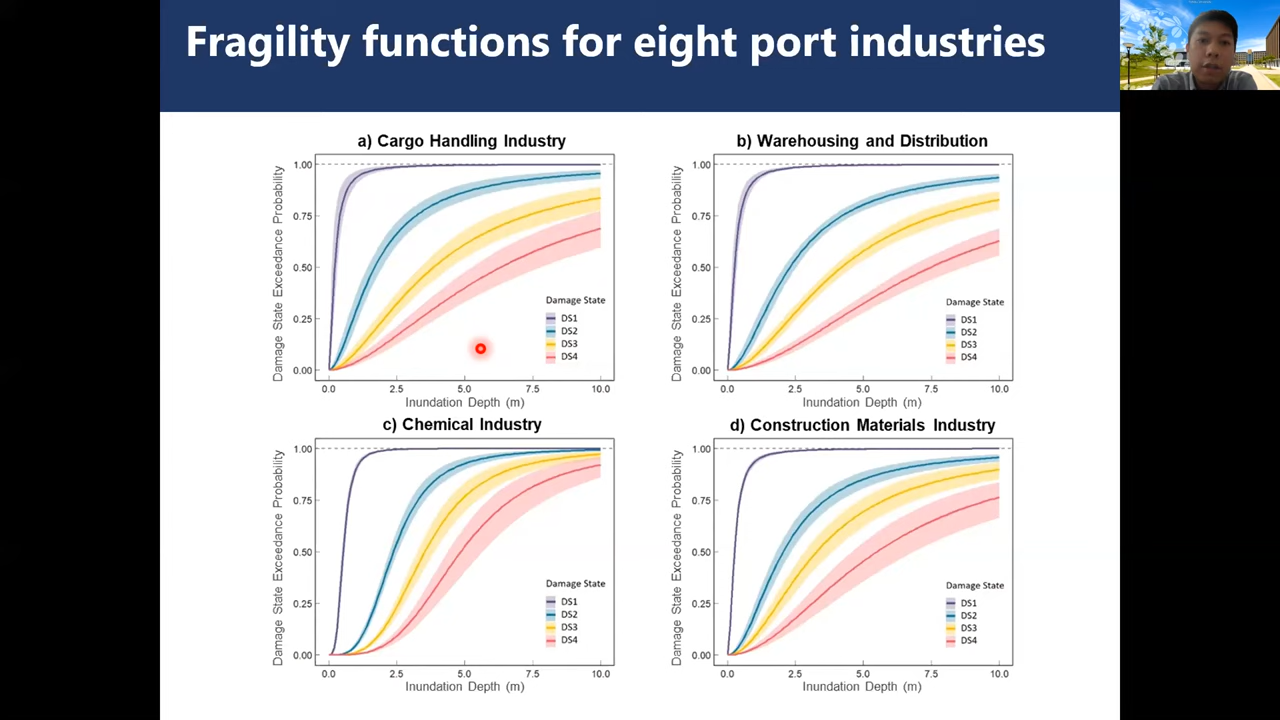 Fragility functions for eight port industries
a) Cargo Handling Industry
Damage State Exceedance Probability
1.00
0.75
0.50
0.25
0.00
0.0 2.5 5.0 7.5 10.0
Inundation Depth (m)
Damage State
DS1
DS2
DS3
DS4
b) Warehousing and Distribution
Damage State Exceedance Probability
1.00
0.75
0.50
0.25
0.00
0.0 2.5 5.0 7.5 10.0
Inundation Depth (m)
Damage State
DS1
DS2
DS3
DS4
c) Chemical Industry
Damage State Exceedance Probability
1.00
0.75
0.50
0.25
0.00
0.0 2.5 5.0 7.5 10.0
Inundation Depth (m)
Damage State
DS1
DS2
DS3
DS4
d) Construction Materials Industry
Damage State Exceedance Probability
1.00
0.75
0.50
0.25
0.00
0.0 2.5 5.0 7.5 10.0
Inundation Depth (m)
Damage State
DS1
DS2
DS3
DS4